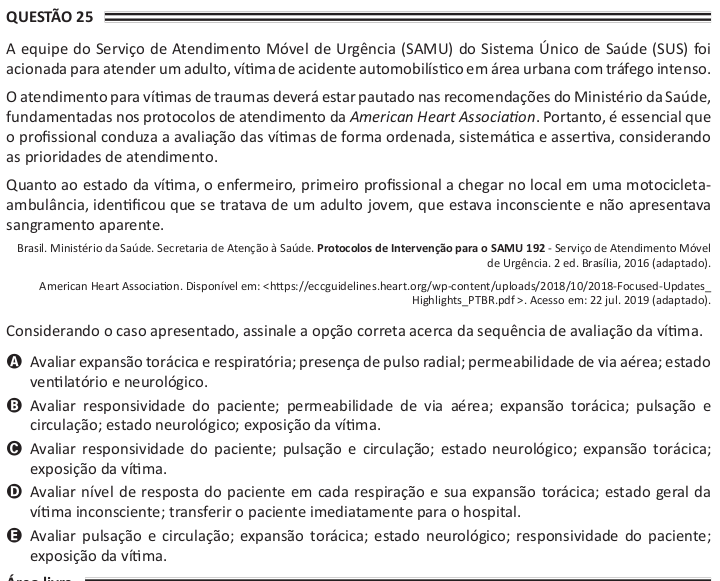 QUESTÃO 25
A equipe do Serviço de Atendimento Móvel de Urgência (SAMU) do Sistema Único de Saúde (SUS) foi
acionada para atender um adulto, vítima de acidente automobilístico em área urbana com tráfego intenso.
O atendimento para vítimas de traumas deverá estar pautado nas recomendações do Ministério da Saúde,
fundamentadas nos protocolos de atendimento da American Heart Association. Portanto, é essencial que
o profissional conduza a avaliação das vítimas de forma ordenada, sistemática e assertiva, considerando
as prioridades de atendimento.
Quanto ao estado da vítima, o enfermeiro, primeiro profissional a chegar no local em uma motocicleta-
ambulância, identificou que se tratava de um adulto jovem, que estava inconsciente e não apresentava
sangramento aparente.
Brasil. Ministério da Saúde. Secretaria de Atenção à Saúde. Protocolos de Intervenção para o SAMU 192 - Serviço de Atendimento Móvel
de Urgência. 2 ed. Brasília, 2016 (adaptado).
American Heart Association. Disponível em: <https://eccguidelines.heart.org/wp-content/uploads/2018/10/2018-Focused-Updates_
Highlights_PTBR.pdf >. Acesso em: 22 jul. 2019 (adaptado).
Considerando o caso apresentado, assinale a opção correta acerca da sequência de avaliação da vítima.
A Avaliar expansão torácica e respiratória; presença de pulso radial; permeabilidade de via aérea; estado
ventilatório e neurológico.
B Avaliar responsividade do paciente; permeabilidade de via aérea; expansão torácica; pulsação e
circulação; estado neurológico; exposição da vítima.
C Avaliar responsividade do paciente; pulsação e circulação; estado neurológico; expansão torácica;
exposição da vítima.
D Avaliar nível de resposta do paciente em cada respiração e sua expansão torácica; estado geral da
vítima inconsciente; transferir o paciente imediatamente para o hospital.
E Avaliar pulsação e circulação; expansão torácica; estado neurológico; responsividade do paciente;
exposição da vítima.
Área livre